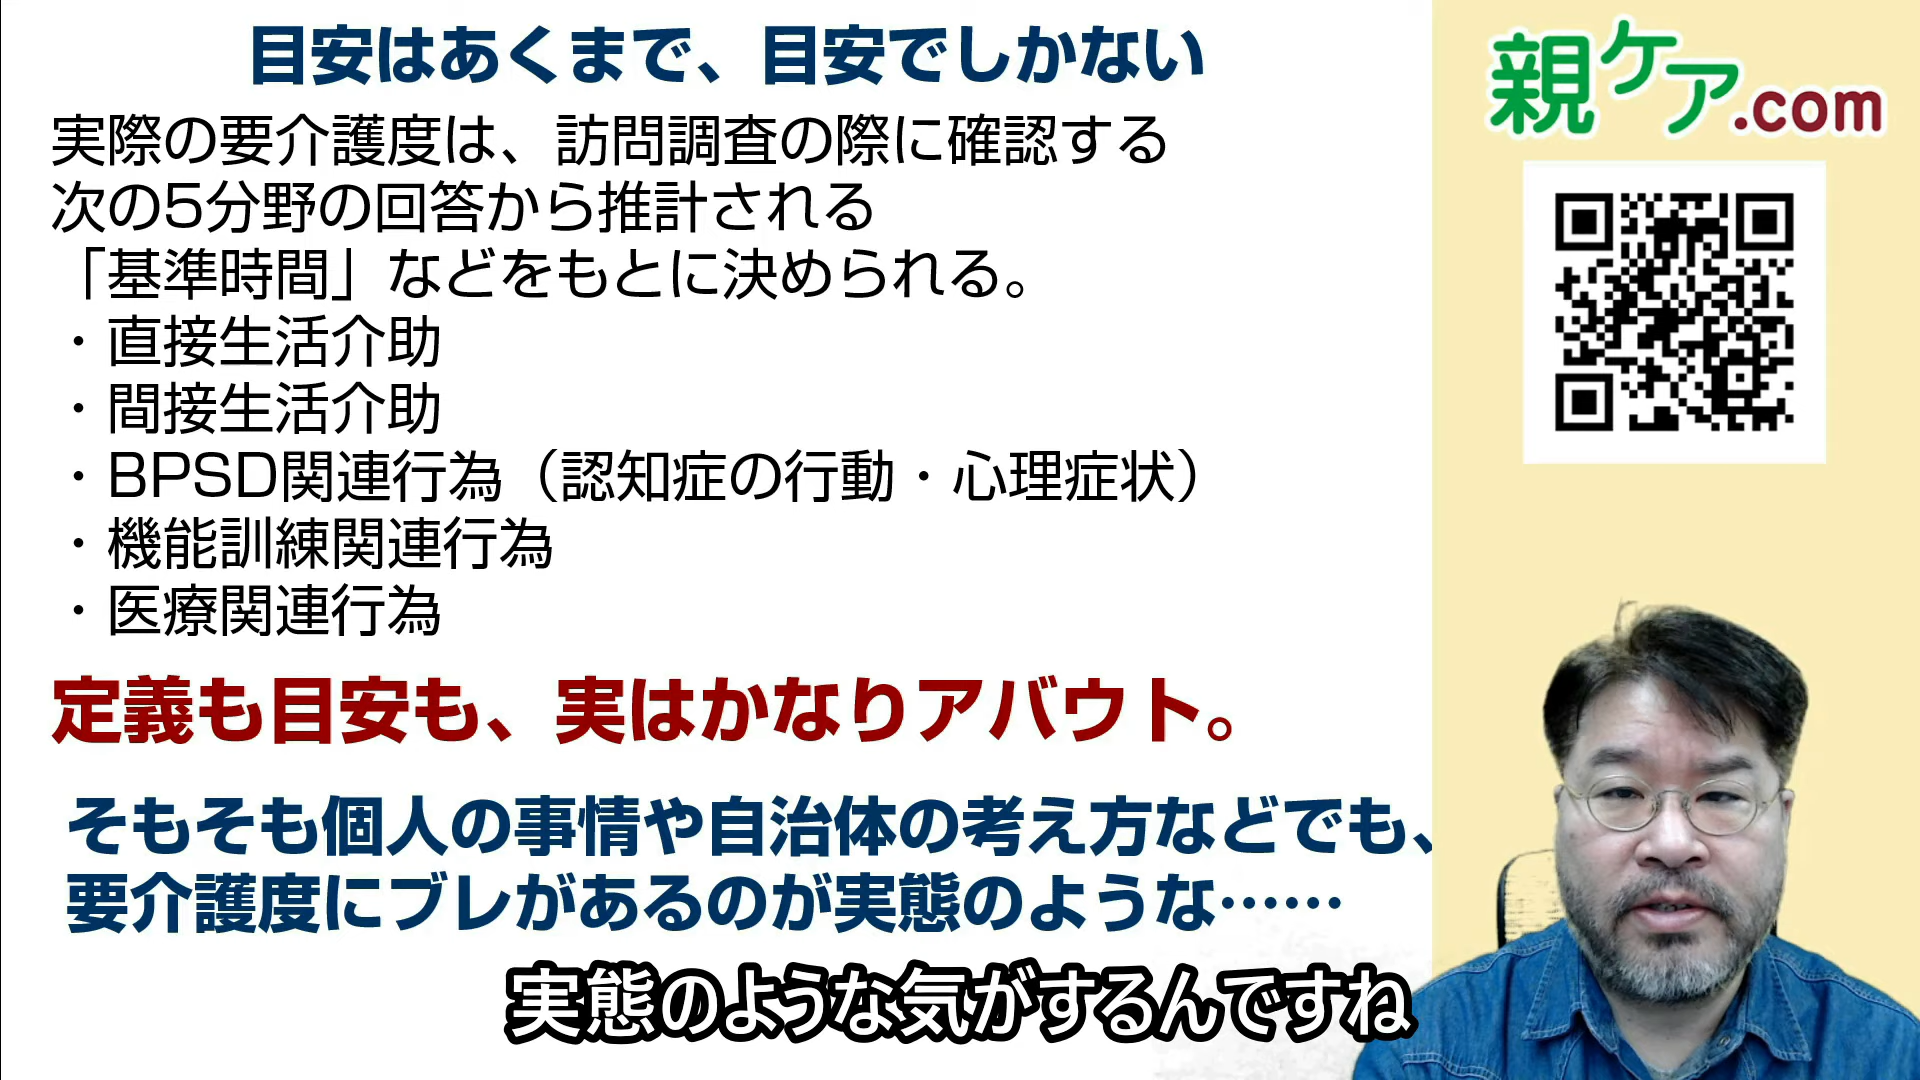 目安はあくまで、目安でしかない
親ケア.com
実際の要介護度は、訪問調査の際に確認する
次の5分野の回答から推計される
「基準時間」などをもとに決められる。
・直接生活介助
・間接生活介助
・BPSD関連行為（認知症の行動・心理症状）
・機能訓練関連行為
・医療関連行為
定義も目安も、実はかなりアバウト。
そもそも個人の事情や自治体の考え方などでも、
要介護度にブレがあるのが実態のような……
実態のような気がするんですね